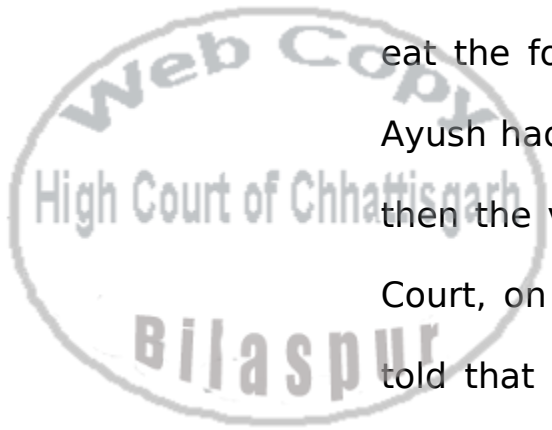 Web Copy
eat the fo
Ayush had
High Court of Chhattisgarh
then the
Court, on
Bilaspur
told that